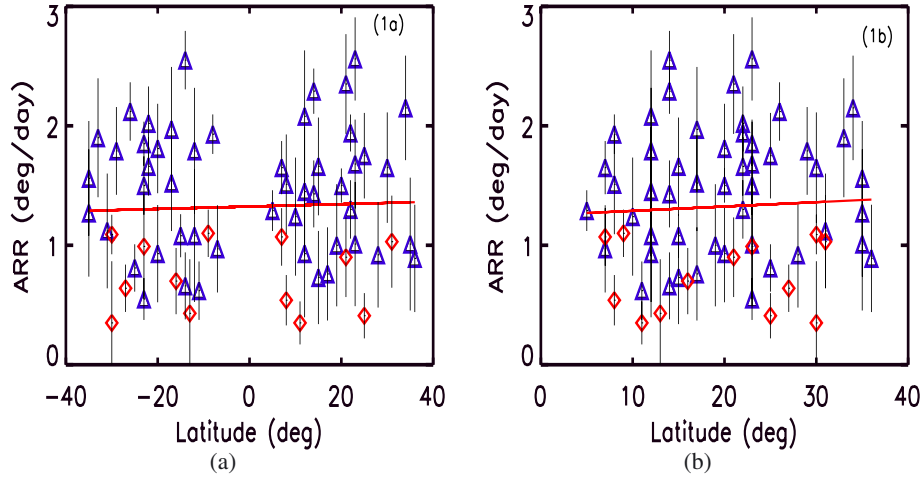 3
(1a)
ARR (deg/day)
2
1
0
−40 −20 0 20 40
Latitude (deg)
(a)
3
(1b)
ARR (deg/day)
2
1
0
0 10 20 30 40
Latitude (deg)
(b)